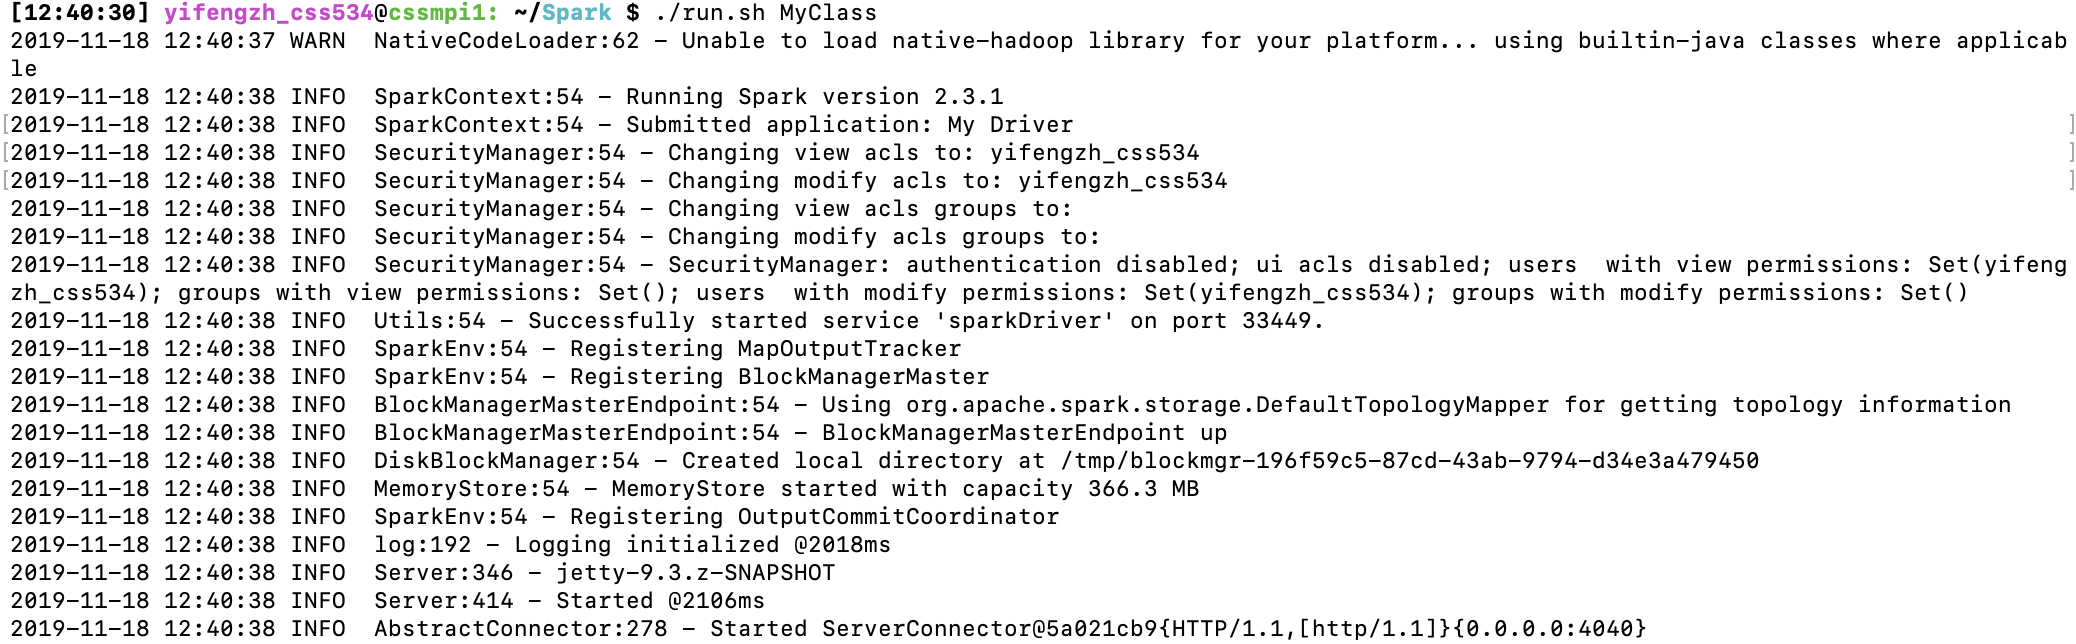 [12:40:30] yifengzh_css534@cssmpi1: ~/Spark $ ./run.sh MyClass
2019-11-18 12:40:37 WARN  NativeCodeLoader:62 - Unable to load native-hadoop library for your platform... using builtin-java classes where applicab
le
2019-11-18 12:40:38 INFO  SparkContext:54 - Running Spark version 2.3.1
[2019-11-18 12:40:38 INFO  SparkContext:54 - Submitted application: My Driver ]
[2019-11-18 12:40:38 INFO  SecurityManager:54 - Changing view acls to: yifengzh_css534 ]
[2019-11-18 12:40:38 INFO  SecurityManager:54 - Changing modify acls to: yifengzh_css534 ]
2019-11-18 12:40:38 INFO  SecurityManager:54 - Changing view acls groups to:
2019-11-18 12:40:38 INFO  SecurityManager:54 - Changing modify acls groups to:
2019-11-18 12:40:38 INFO  SecurityManager:54 - SecurityManager: authentication disabled; ui acls disabled; users  with view permissions: Set(yifeng
zh_css534); groups with view permissions: Set(); users  with modify permissions: Set(yifengzh_css534); groups with modify permissions: Set()
2019-11-18 12:40:38 INFO  Utils:54 - Successfully started service 'sparkDriver' on port 33449.
2019-11-18 12:40:38 INFO  SparkEnv:54 - Registering MapOutputTracker
2019-11-18 12:40:38 INFO  SparkEnv:54 - Registering BlockManagerMaster
2019-11-18 12:40:38 INFO  BlockManagerMasterEndpoint:54 - Using org.apache.spark.storage.DefaultTopologyMapper for getting topology information
2019-11-18 12:40:38 INFO  BlockManagerMasterEndpoint:54 - BlockManagerMasterEndpoint up
2019-11-18 12:40:38 INFO  DiskBlockManager:54 - Created local directory at /tmp/blockmgr-196f59c5-87cd-43ab-9794-d34e3a479450
2019-11-18 12:40:38 INFO  MemoryStore:54 - MemoryStore started with capacity 366.3 MB
2019-11-18 12:40:38 INFO  SparkEnv:54 - Registering OutputCommitCoordinator
2019-11-18 12:40:38 INFO  log:192 - Logging initialized @2018ms
2019-11-18 12:40:38 INFO  Server:346 - jetty-9.3.z-SNAPSHOT
2019-11-18 12:40:38 INFO  Server:414 - Started @2106ms
2019-11-18 12:40:38 INFO  AbstractConnector:278 - Started ServerConnector@5a021cb9{HTTP/1.1,[http/1.1]}{0.0.0.0:4040}